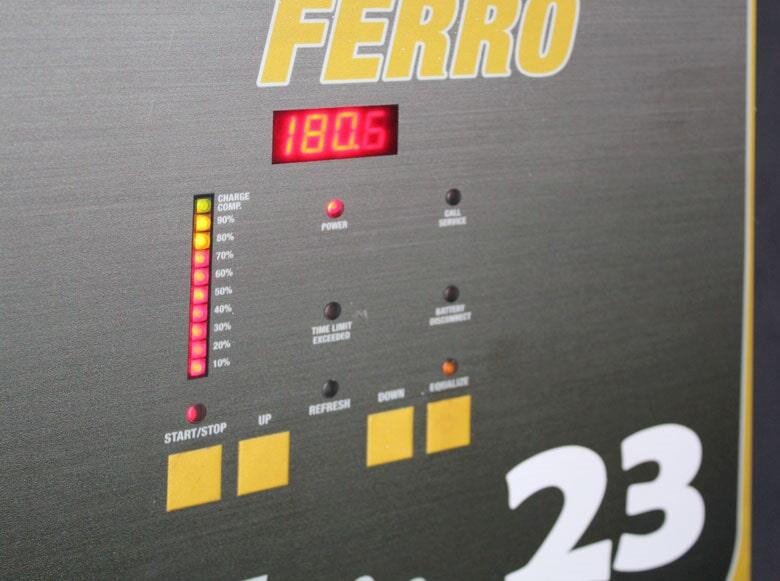 FERRO
180.6
CHARGE
COMP.
90%
80%
70%
60%
50%
40%
30%
20%
10%
POWER
CALL
SERVICE
TIME LIMIT
EXCEEDED
BATTERY
DISCONNECT
START/STOP
UP
REFRESH
DOWN
EQUALIZE
23